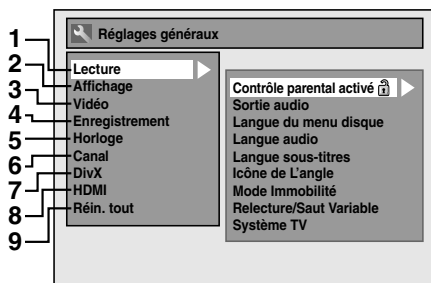 Réglages généraux
1 Lecture
2 Affichage
3 Vidéo
4 Enregistrement
5 Horloge
6 Canal
7 DivX
8 HDMI
9 Réin. tout
Contrôle parental activé
Sortie audio
Langue du menu disque
Langue audio
Langue sous-titres
Icône de L'angle
Mode Immobilité
Relecture/Saut Variable
Système TV